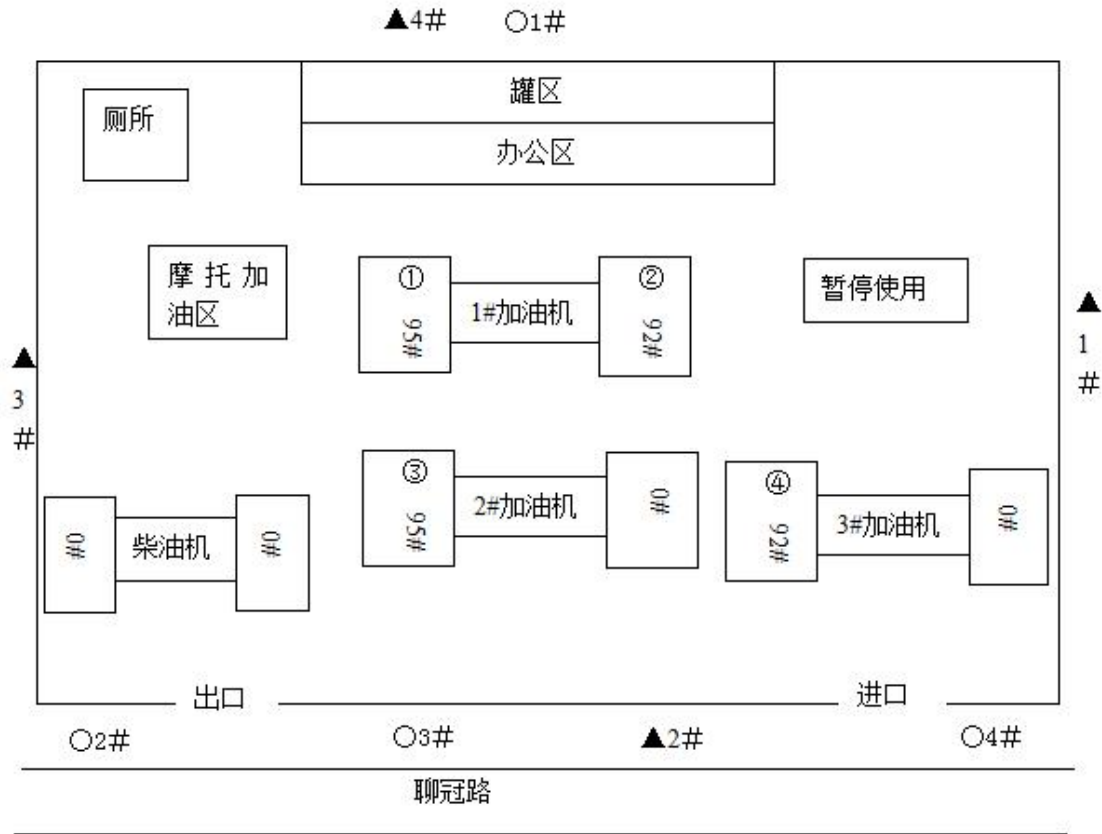 ▲4# ○1#
罐区
厕所
办公区
摩托加
油区
① 95#
1#加油机
② 92#
暂停使用
▲
1
#
▲
3
#
③ 95#
2#加油机
0#
④ 92#
3#加油机
0#
0#
柴油机
0#
出口
进口
○2# ○3# ▲2# ○4#
聊冠路